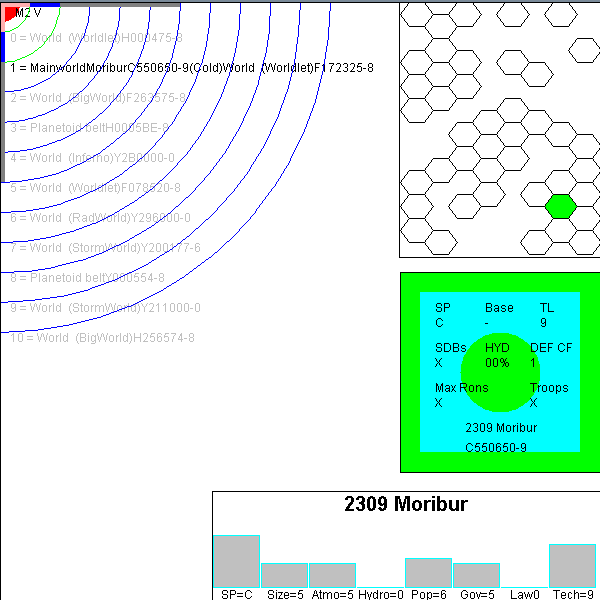 M2 V
0 = World  (Worldlet)H000475-8
1 = MainworldMoriburC550650-9(Cold)World  (Worldlet)F172325-8
2 = World  (BigWorld)F263575-8
3 = Planetoid beltH0005BE-8
4 = World  (Inferno)Y2B0000-0
5 = World  (Worldlet)F078520-8
6 = World  (RadWorld)Y296000-0
7 = World  (StormWorld)Y200177-6
8 = Planetoid beltY000554-8
9 = World  (StormWorld)Y211000-0
10 = World  (BigWorld)H256574-8
SP Base TL
C - 9
SDBs HYD DEF CF
X 00% 1
Max Rons Troops
X X
2309 Moribur
C550650-9
2309 Moribur
SP=C Size=5 Atmo=5 Hydro=0 Pop=6 Gov=5 Law0 Tech=9